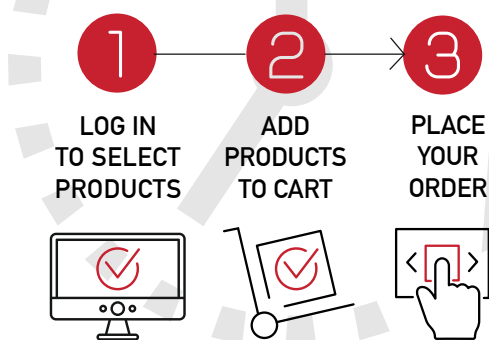 1
2
3
LOG IN
TO SELECT
PRODUCTS
ADD
PRODUCTS
TO CART
PLACE
YOUR
ORDER